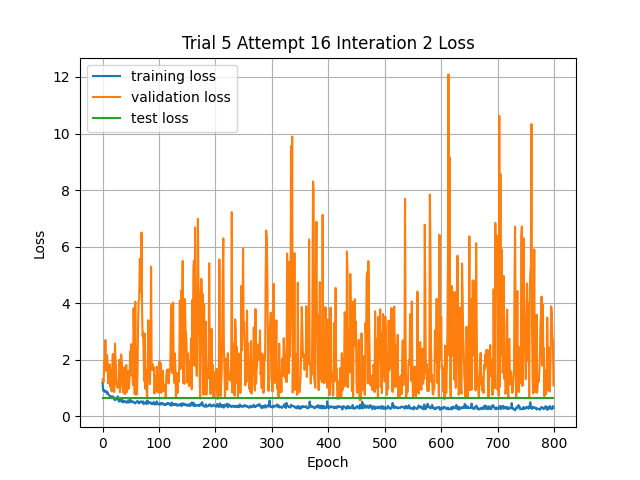 Trial 5 Attempt 16 Interation 2 Loss
training loss
validation loss
test loss
12
10
8
6
4
2
0
Loss
0 100 200 300 400 500 600 700 800
Epoch